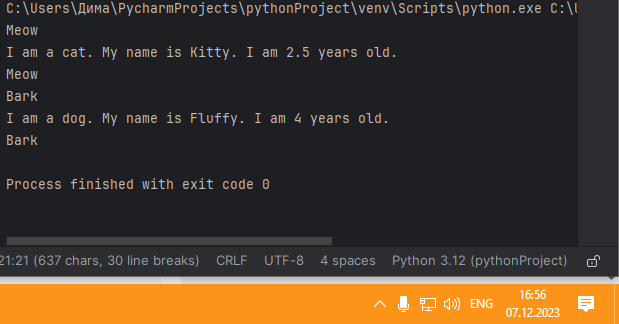 C:\Users\Дима\PycharmProjects\pythonProject\venv\Scripts\python.exe C:\U
Meow
I am a cat. My name is Kitty. I am 2.5 years old.
Meow
Bark
I am a dog. My name is Fluffy. I am 4 years old.
Bark
Process finished with exit code 0
21:21 (637 chars, 30 line breaks) CRLF UTF-8 4 spaces Python 3.12 (pythonProject)
ENG 16:56
07.12.2023